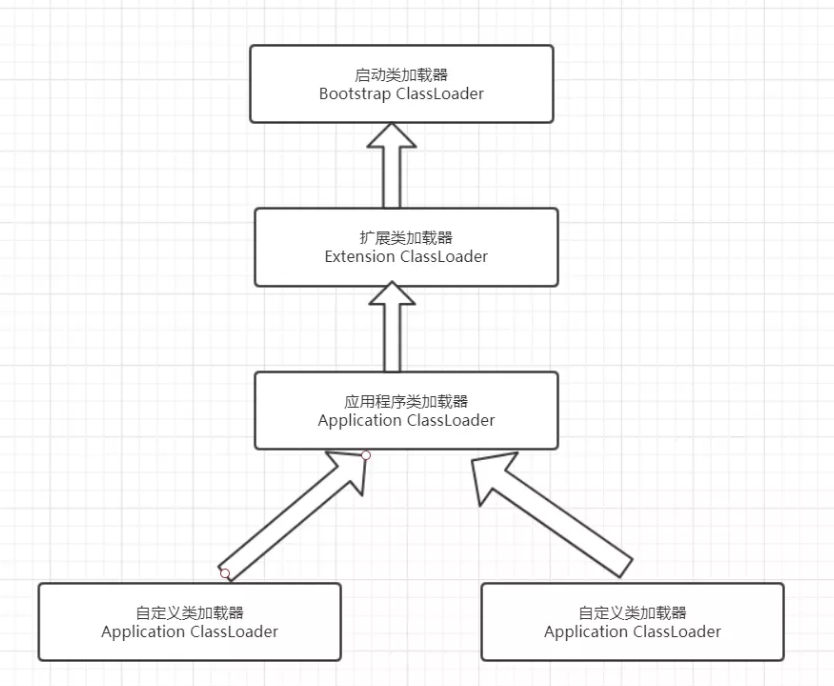 启动类加载器
Bootstrap ClassLoader
扩展类加载器
Extension ClassLoader
应用程序类加载器
Application ClassLoader
自定义类加载器
Application ClassLoader
自定义类加载器
Application ClassLoader